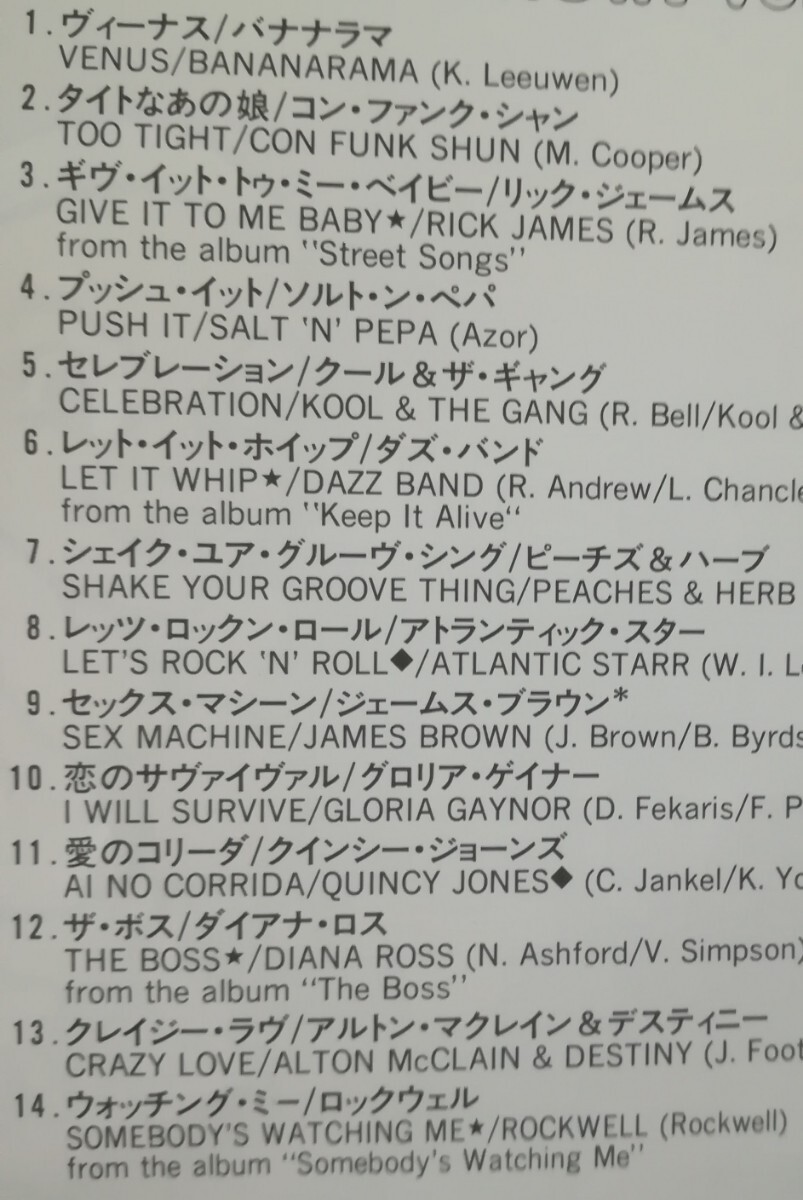 1.ヴィーナス/バナナラマ
VENUS/BANANARAMA (K. Leeuwen)
2.タイトなあの娘/コン・ファンク・シャン
TOO TIGHT/CON FUNK SHUN (M. Cooper)
3.ギヴ・イット・トゥ・ミー・ベイビー/リック・ジェームス
GIVE IT TO ME BABY★/RICK JAMES (R. James)
from the album "Street Songs"
4.プッシュ・イット/ソルト・ン・ペパ
PUSH IT/SALT 'N' PEPA (Azor)
5.セレブレーション/クール&ザ・ギャング
CELEBRATION/KOOL & THE GANG (R. Bell/Kool &
6.レット・イット・ホイップ/ダズ・バンド
LET IT WHIP★/DAZZ BAND (R. Andrew/L. Chancle
from the album "Keep It Alive"
7.シェイク・ユア・グルーヴ・シング/ピーチズ&ハーブ
SHAKE YOUR GROOVE THING/PEACHES & HERB
8.レッツ・ロックン・ロール/アトランティック・スター
LET'S ROCK 'N' ROLL◆/ATLANTIC STARR (W. I. L
9.セックス・マシーン/ジェームス・ブラウン*
SEX MACHINE/JAMES BROWN (J. Brown/B. Byrds
10.恋のサヴァイヴァル/グロリア・ゲイナー
I WILL SURVIVE/GLORIA GAYNOR (D. Fekaris/F. P
11.愛のコリーダ/クインシー・ジョーンズ
AI NO CORRIDA/QUINCY JONES◆ (C. Jankel/K. Yo
12.ザ・ボス/ダイアナ・ロス
THE BOSS★/DIANA ROSS (N. Ashford/V. Simpson)
from the album "The Boss"
13.クレイジー・ラヴ/アルトン・マクレイン&デスティニー
CRAZY LOVE/ALTON McCLAIN & DESTINY (J. Foot
14.ウォッチング・ミー/ロックウェル
SOMEBODY'S WATCHING ME★/ROCKWELL (Rockwell)
from the album "Somebody's Watching Me"